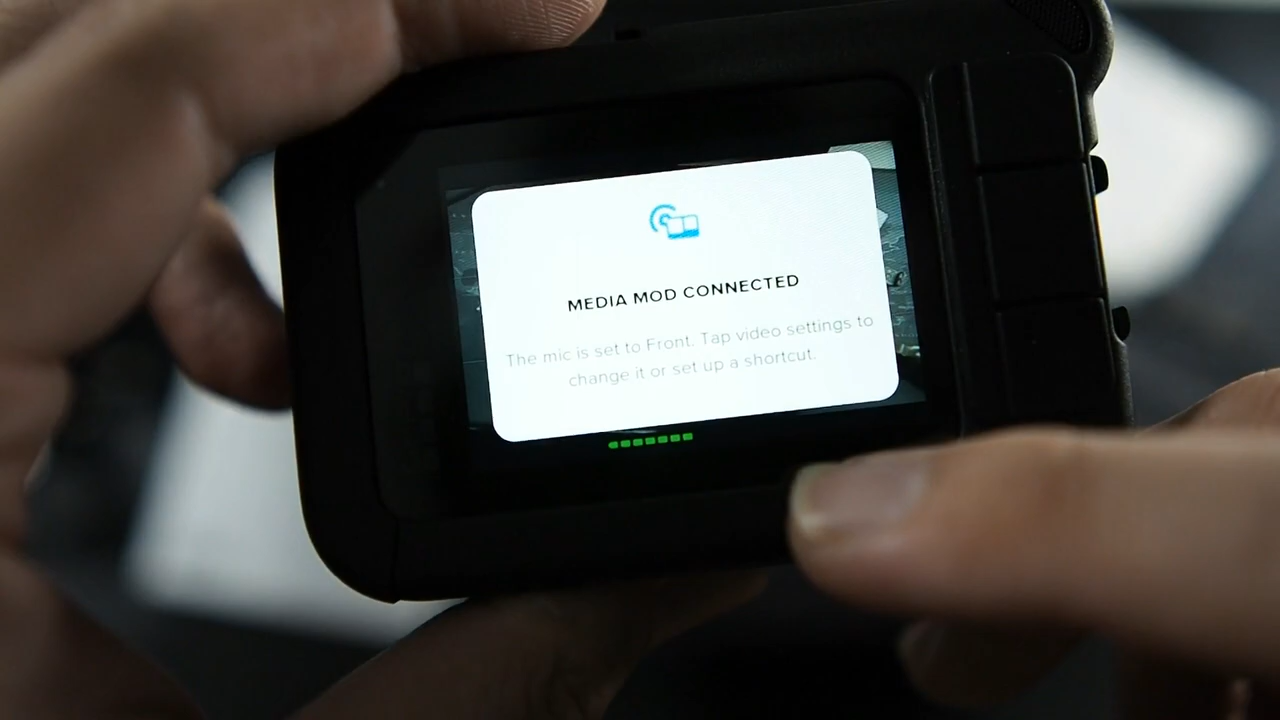 MEDIA MOD CONNECTED
The mic is set to Front. Tap video settings to
change it or set up a shortcut.